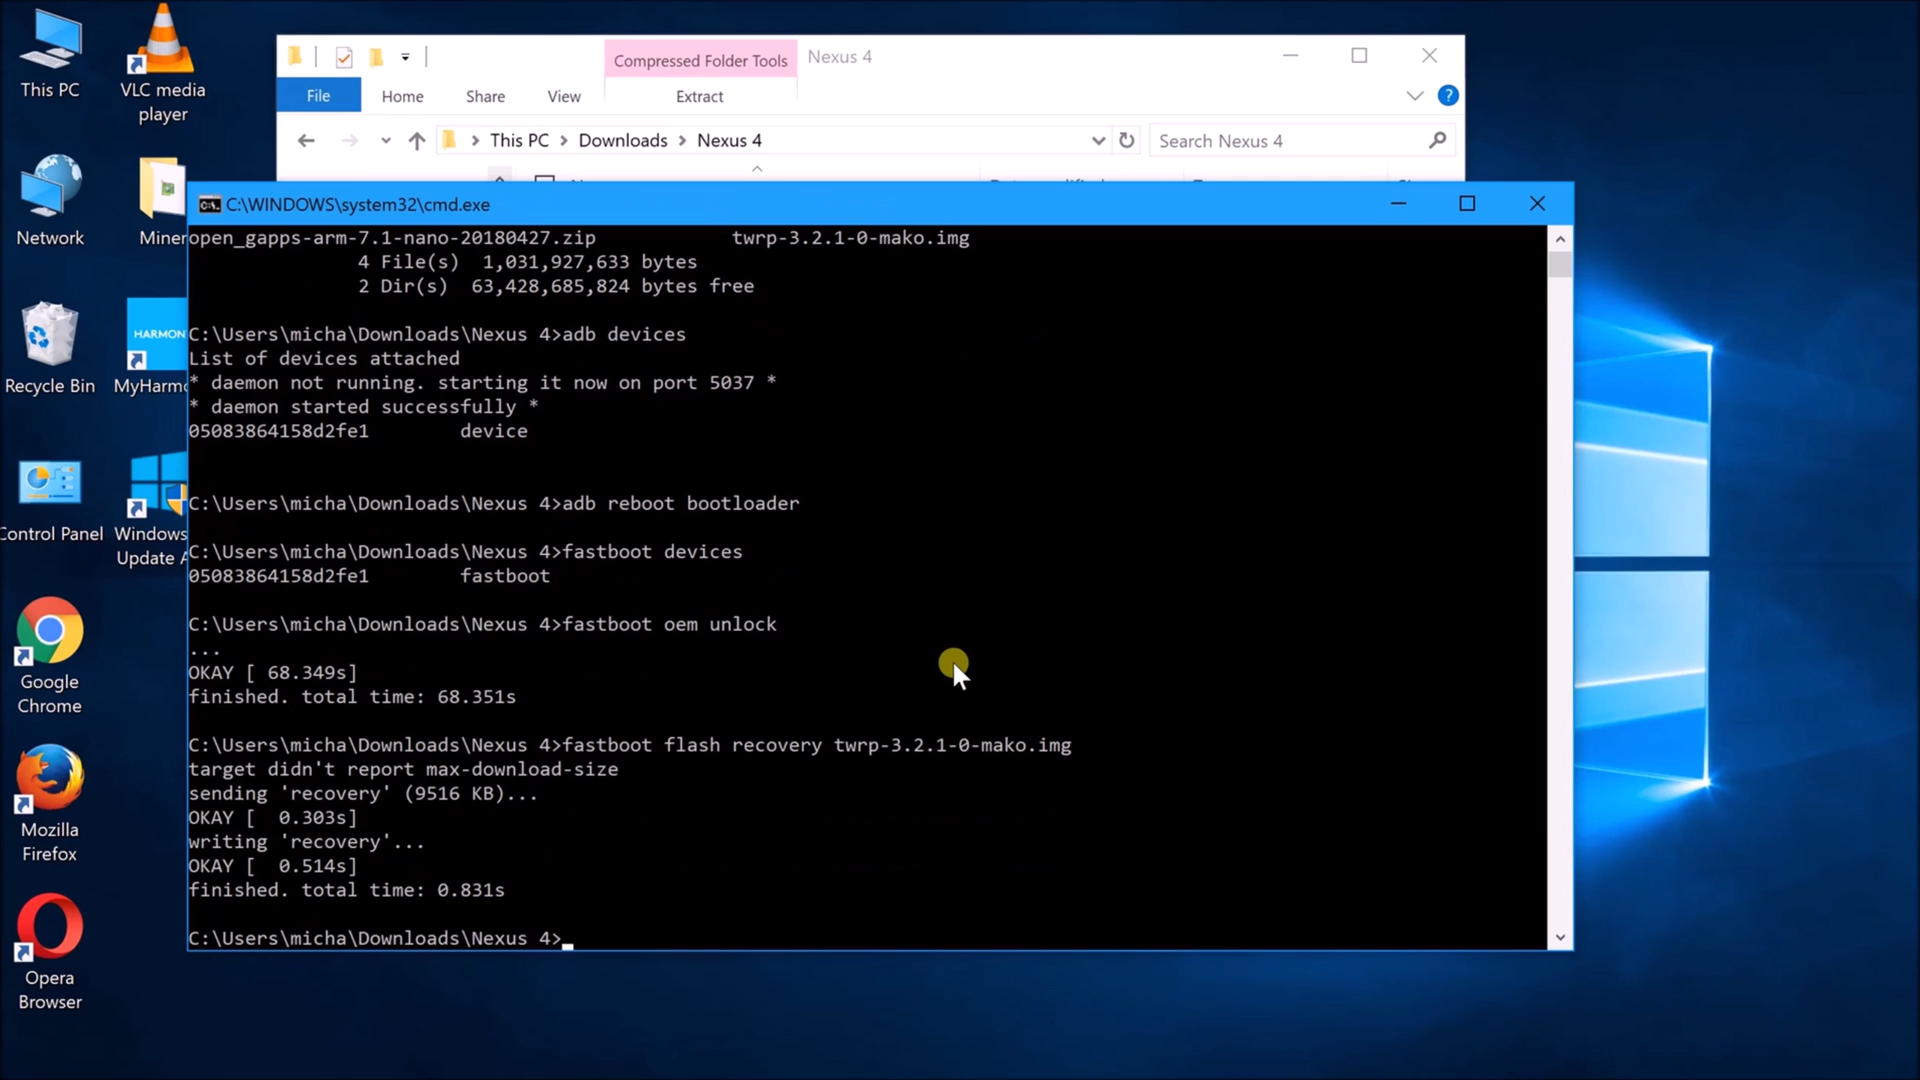 This PC
VLC media
player
Network
Miner
Recycle Bin
MyHarmo
HARMON
Control Panel
Windows
Update A
Google
Chrome
Mozilla
Firefox
Opera
Browser
Compressed Folder Tools
Nexus 4
File
Home
Share
View
Extract
This PC
Downloads
Nexus 4
Search Nexus 4
C:\WINDOWS\system32\cmd.exe
open_gapps-arm-7.1-nano-20180427.zip twrp-3.2.1-0-mako.img
4 File(s) 1,031,927,633 bytes
2 Dir(s) 63,428,685,824 bytes free
C:\Users\micha\Downloads\Nexus 4>adb devices
List of devices attached
* daemon not running. starting it now on port 5037 *
* daemon started successfully *
05083864158d2fe1 device
C:\Users\micha\Downloads\Nexus 4>adb reboot bootloader
C:\Users\micha\Downloads\Nexus 4>fastboot devices
05083864158d2fe1 fastboot
C:\Users\micha\Downloads\Nexus 4>fastboot oem unlock
...
OKAY [ 68.349s]
finished. total time: 68.351s
C:\Users\micha\Downloads\Nexus 4>fastboot flash recovery twrp-3.2.1-0-mako.img
target didn't report max-download-size
sending 'recovery' (9516 KB)...
OKAY [ 0.303s]
writing 'recovery'...
OKAY [ 0.514s]
finished. total time: 0.831s
C:\Users\micha\Downloads\Nexus 4>